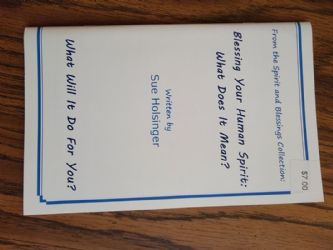 From the Spirit and Blessings Collection:
$7.00
Blessing Your Human Spirit:
What Does It Mean?
Written by
Sue Holsinger
What Will It Do For You?